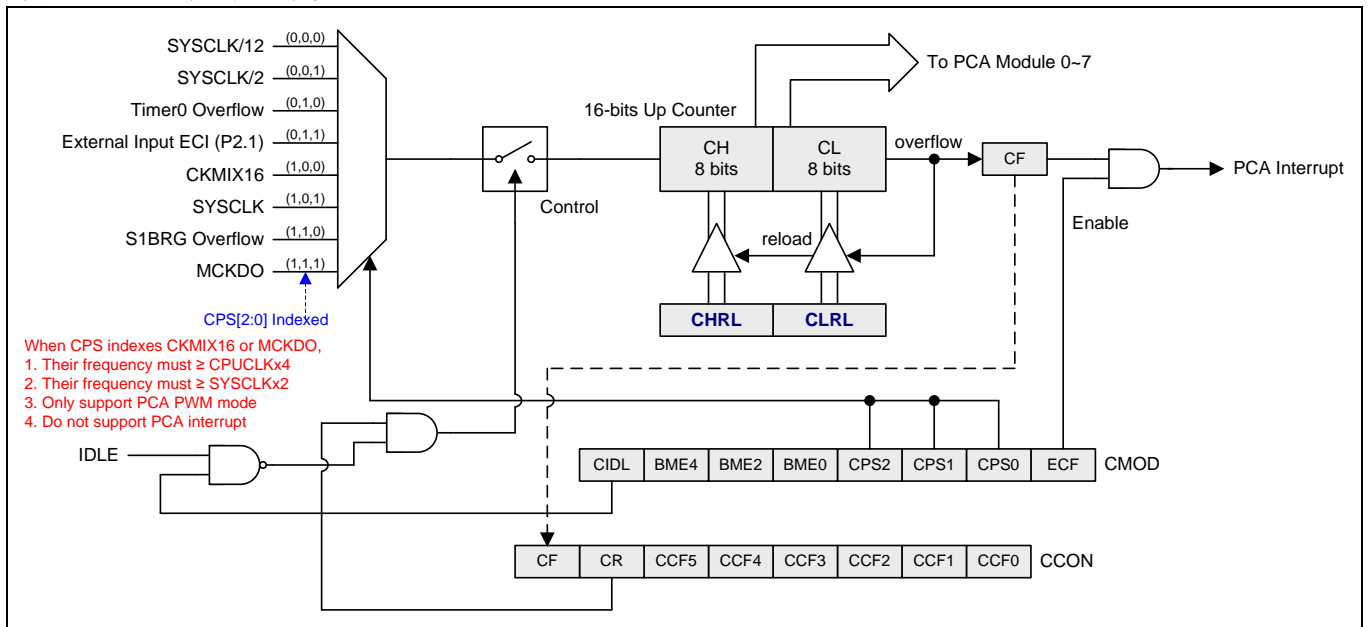 SYSCLK/12 (0,0,0)
SYSCLK/2 (0,0,1)
Timer0 Overflow (0,1,0)
External Input ECI (P2.1) (0,1,1)
CKMIX16 (1,0,0)
SYSCLK (1,0,1)
S1BRG Overflow (1,1,0)
MCKDO (1,1,1)
CPS[2:0] Indexed
When CPS indexes CKMIX16 or MCKDO,
1. Their frequency must ≥ CPUCLKx4
2. Their frequency must ≥ SYSCLKx2
3. Only support PCA PWM mode
4. Do not support PCA interrupt
Control
To PCA Module 0~7
16-bits Up Counter
CH
8 bits
CL
8 bits
overflow
CF
PCA Interrupt
Enable
reload
CHRL CLRL
IDLE
CIDL BME4 BME2 BME0 CPS2 CPS1 CPS0 ECF CMOD
CF CR CCF5 CCF4 CCF3 CCF2 CCF1 CCF0 CCON